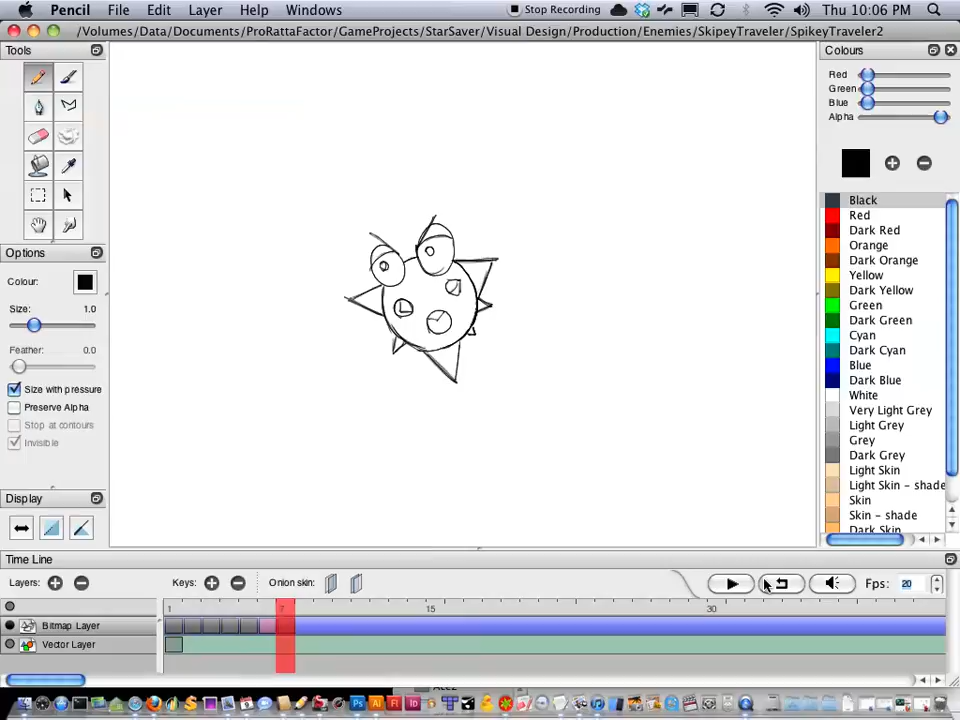 Pencil File Edit Layer Help Windows Stop Recording Thu 10:06 PM
/Volumes/Data/Documents/ProRattaFactor/GameProjects/StarSaver/Visual Design/Production/Enemies/SkipeyTraveler/SpikeyTraveler2
Tools
Options
Colour:
Size: 1.0
Feather: 0.0
Size with pressure
Preserve Alpha
Stop at contours
Invisible
Display
Colours
Red
Green
Blue
Alpha
Black
Red
Dark Red
Orange
Dark Orange
Yellow
Dark Yellow
Green
Dark Green
Cyan
Dark Cyan
Blue
Dark Blue
White
Very Light Grey
Light Grey
Grey
Dark Grey
Light Skin
Light Skin - shade
Skin
Skin - shade
Dark Skin
Time Line
Layers: Keys: Onion skin: Fps: 20
1 7 15 30
Bitmap Layer
Vector Layer